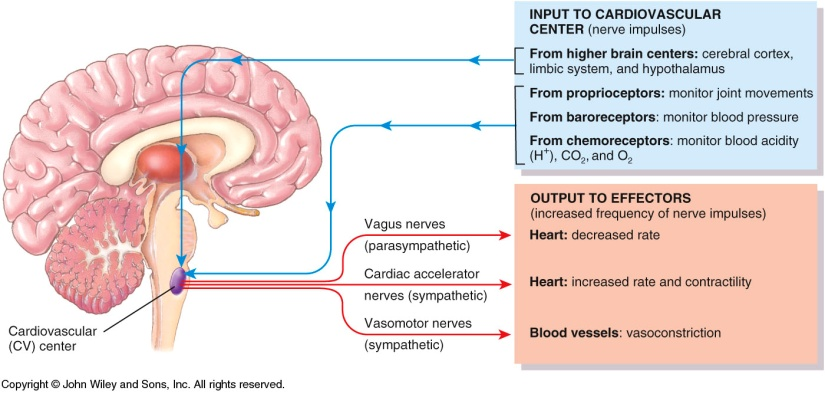 INPUT TO CARDIOVASCULAR
CENTER (nerve impulses)
From higher brain centers: cerebral cortex,
limbic system, and hypothalamus
From proprioceptors: monitor joint movements
From baroreceptors: monitor blood pressure
From chemoreceptors: monitor blood acidity
(H⁺), CO₂, and O₂
OUTPUT TO EFFECTORS
(increased frequency of nerve impulses)
Vagus nerves
(parasympathetic)
Heart: decreased rate
Cardiac accelerator
nerves (sympathetic)
Heart: increased rate and contractility
Vasomotor nerves
(sympathetic)
Blood vessels: vasoconstriction
Cardiovascular
(CV) center
Copyright © John Wiley and Sons, Inc. All rights reserved.